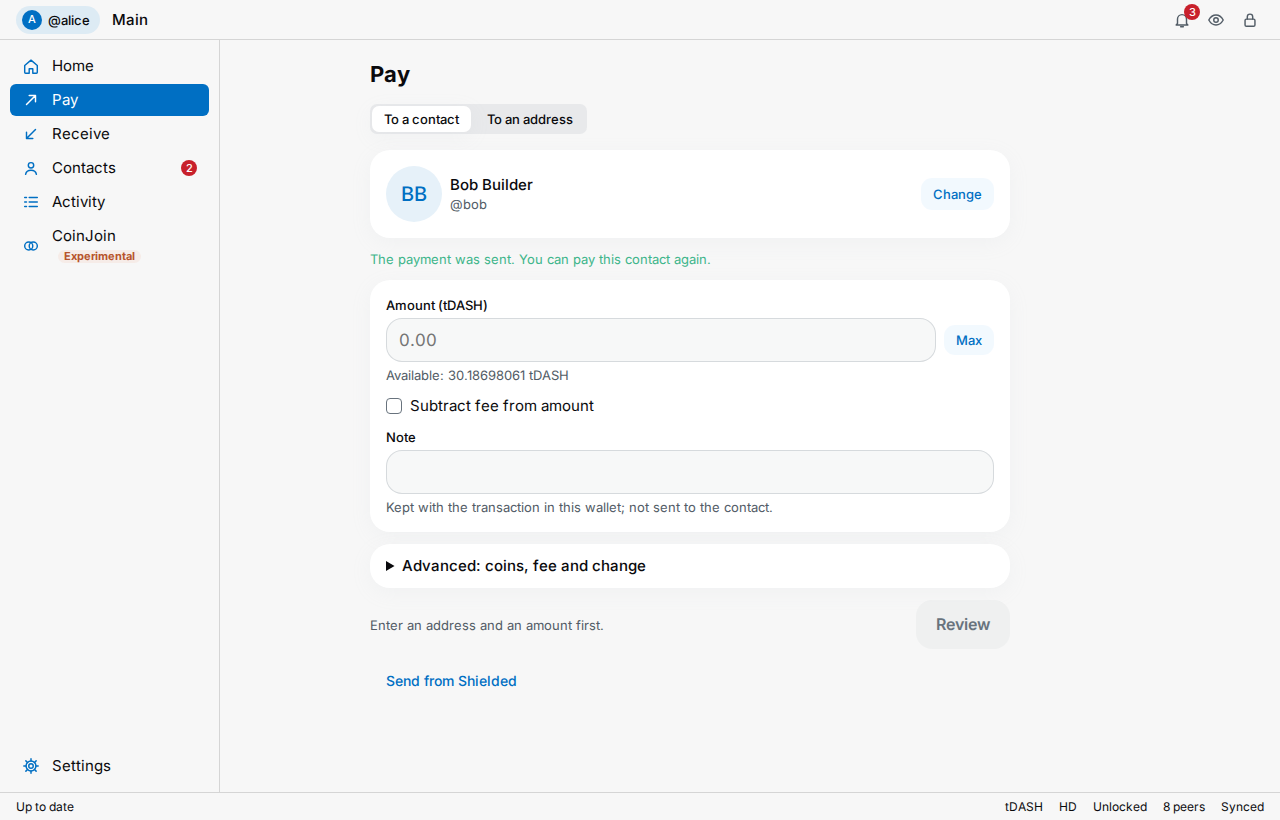 A @alice Main 3
Home
Pay
Receive
Contacts 2
Activity
CoinJoin
Experimental
Settings
Pay
To a contact To an address
BB
Bob Builder
@bob
Change
The payment was sent. You can pay this contact again.
Amount (tDASH)
0.00
Max
Available: 30.18698061 tDASH
Subtract fee from amount
Note
Kept with the transaction in this wallet; not sent to the contact.
Advanced: coins, fee and change
Enter an address and an amount first.
Review
Send from Shielded
Up to date tDASH HD Unlocked 8 peers Synced